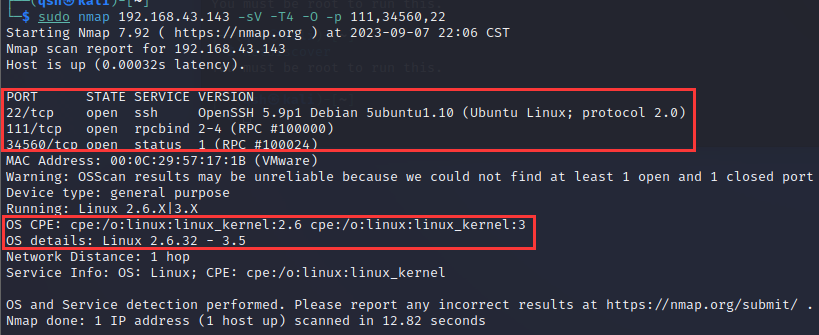 (qsh㉿kali)-[~]
$ sudo nmap 192.168.43.143 -sV -T4 -O -p 111,34560,22
Starting Nmap 7.92 ( https://nmap.org ) at 2023-09-07 22:06 CST
Nmap scan report for 192.168.43.143
Host is up (0.00032s latency).
PORT STATE SERVICE VERSION
22/tcp open ssh OpenSSH 5.9p1 Debian 5ubuntu1.10 (Ubuntu Linux; protocol 2.0)
111/tcp open rpcbind 2-4 (RPC #100000)
34560/tcp open status 1 (RPC #100024)
MAC Address: 00:0C:29:57:17:1B (VMware)
Warning: OSScan results may be unreliable because we could not find at least 1 open and 1 closed port
Device type: general purpose
Running: Linux 2.6.X|3.X
OS CPE: cpe:/o:linux:linux_kernel:2.6 cpe:/o:linux:linux_kernel:3
OS details: Linux 2.6.32 - 3.5
Network Distance: 1 hop
Service Info: OS: Linux; CPE: cpe:/o:linux:linux_kernel
OS and Service detection performed. Please report any incorrect results at https://nmap.org/submit/ .
Nmap done: 1 IP address (1 host up) scanned in 12.82 seconds